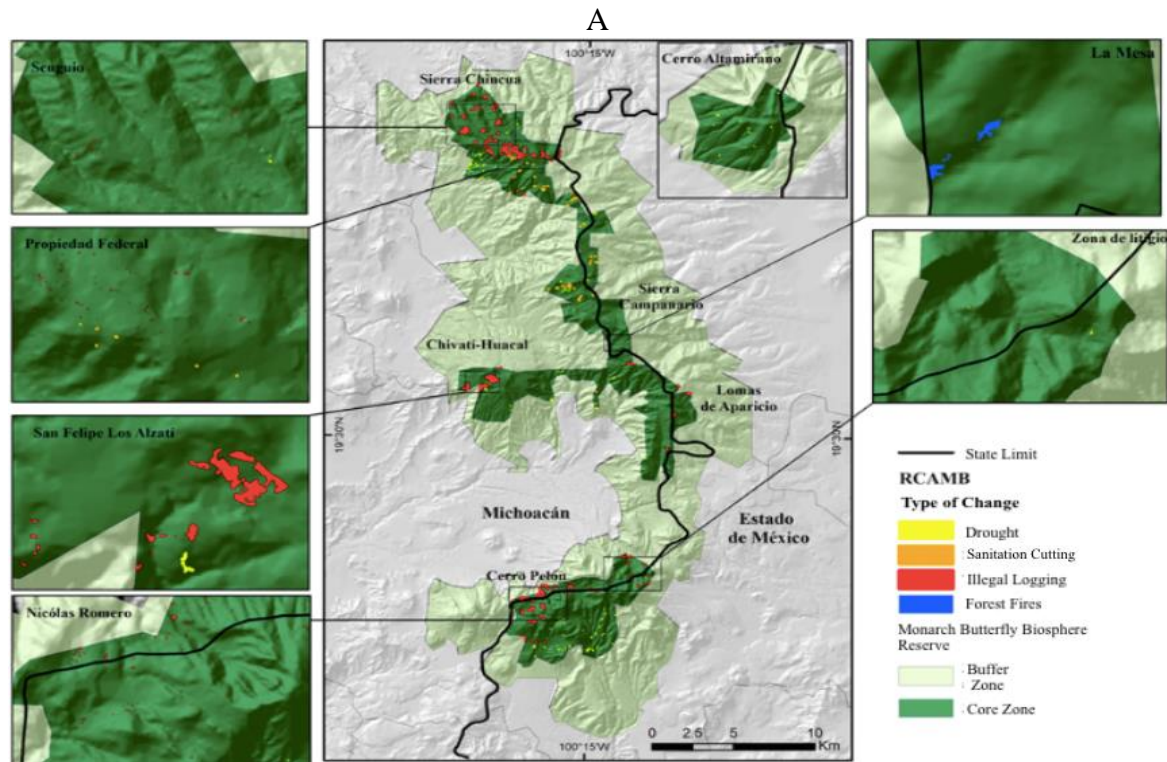 A
Scuguio
Propiedad Federal
San Felipe Los Alzati
Nicólas Romero
100°15'W
Sierra Chincua
Cerro Altamirano
Sierra
Campanario
Chivati-Huacal
Lomas
de Aparicio
19°30'N
19°30'N
Michoacán
Estado
de México
Cerro Pelón
100°15'W
0 2.5 5 10
Km
La Mesa
Zona de litigio
State Limit
RCAMB
Type of Change
Drought
Sanitation Cutting
Illegal Logging
Forest Fires
Monarch Butterfly Biosphere
Reserve
Buffer
Zone
Core Zone